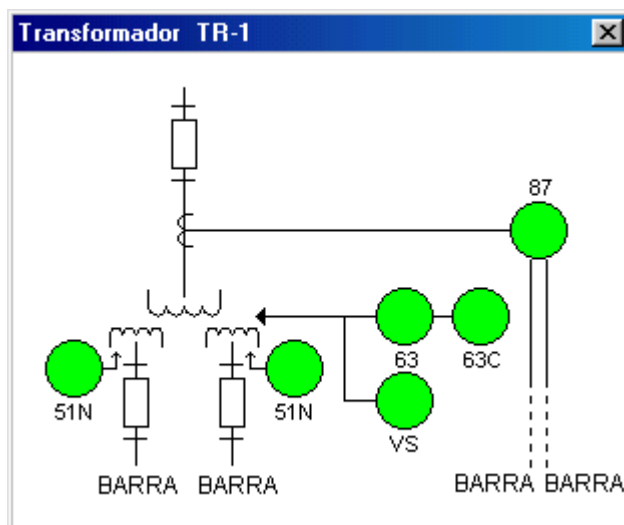 Transformador TR-1
87
63
63C
51N
51N
VS
BARRA
BARRA
BARRA
BARRA